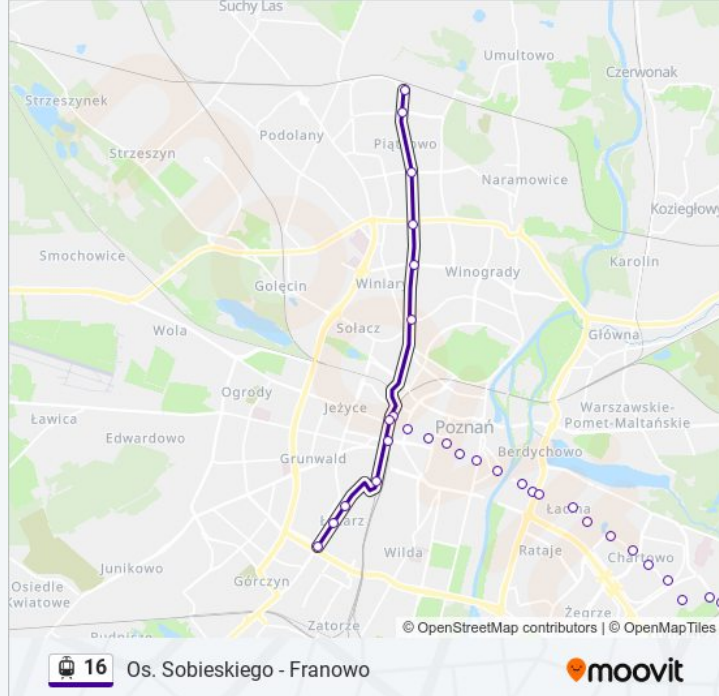 Suchy Las
Umultowo
Czerwonak
Strzeszynek
Podolany
Piątkowo
Strzeszyn
Naramowice
Koziegłowy
Smochowice
Karolin
Golęcin
Winiary
Winogrady
Wola
Sołacz
Główna
Ogrody
Jeżyce
Warszawskie-
Pomet-Maltańskie
Ławica
Edwardowo
Poznań
Berdychowo
Grunwald
Łazarz
Łacina
Wilda
Rataje
Chartowo
Junikowo
Górczyn
Osiedle
Kwiatowe
Żegrze
Zatorze
© OpenStreetMap contributors | © OpenMapTiles
16 Os. Sobieskiego - Franowo
moovit